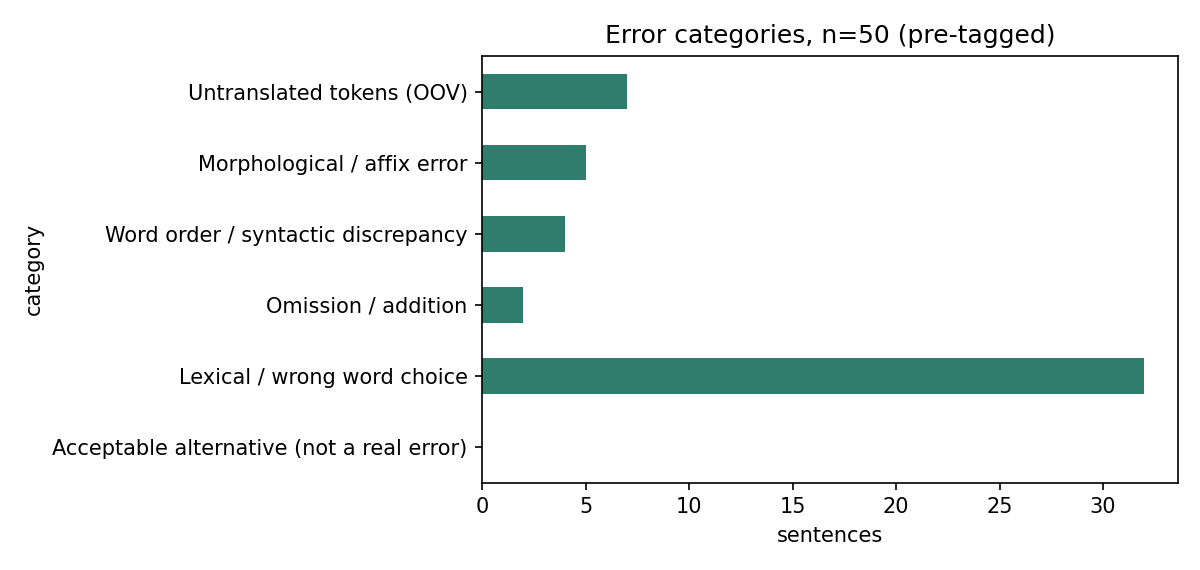 Error categories, n=50 (pre-tagged)
Untranslated tokens (OOV)
Morphological / affix error
Word order / syntactic discrepancy
Omission / addition
Lexical / wrong word choice
Acceptable alternative (not a real error)
category
0 5 10 15 20 25 30
sentences